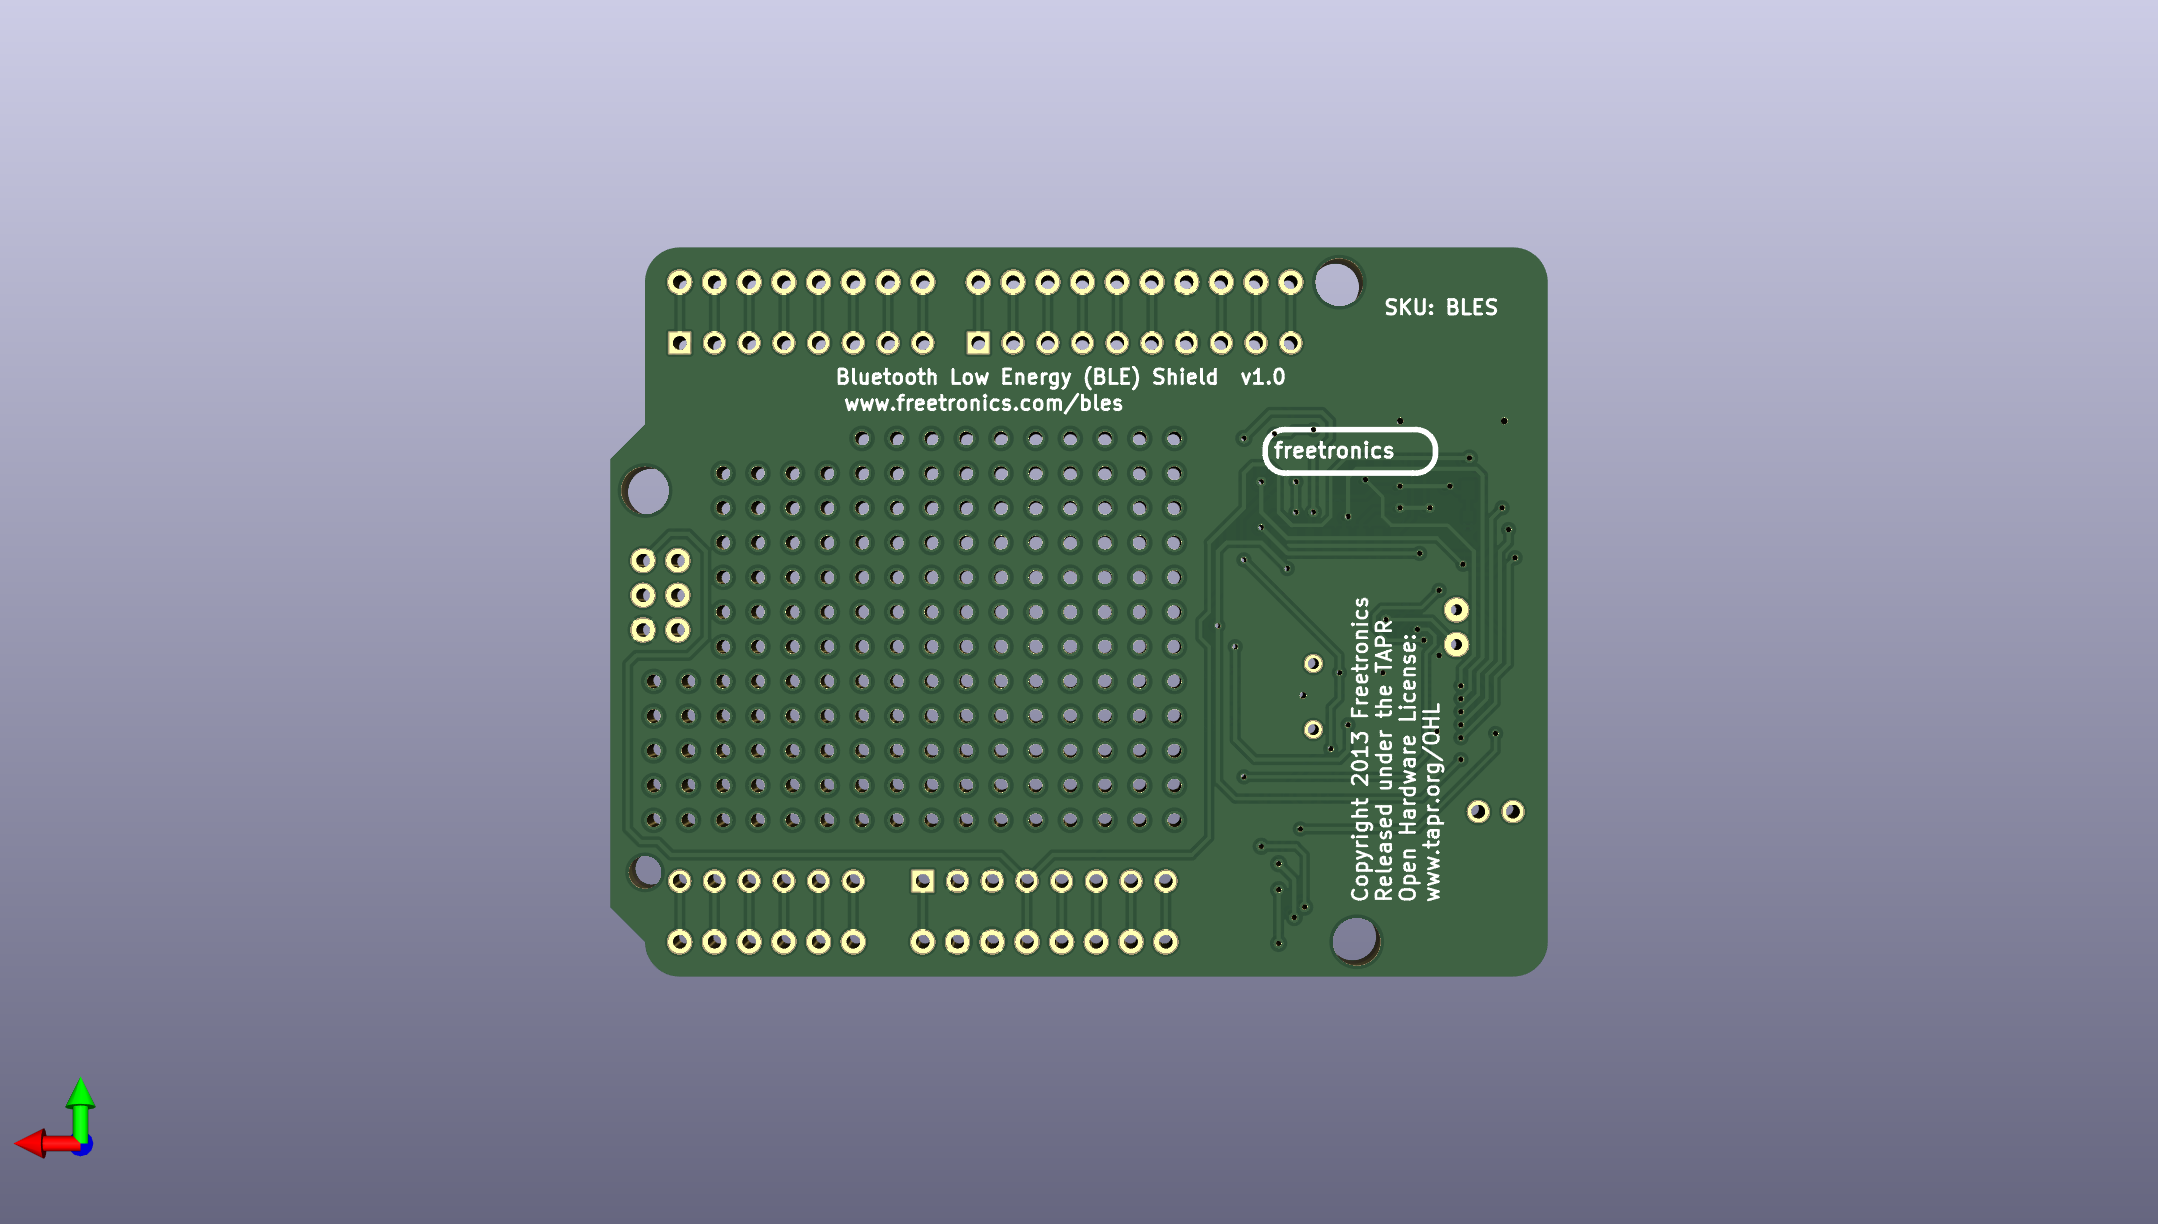 SKU: BLES
Bluetooth Low Energy (BLE) Shield v1.0
www.freetronics.com/bles
freetronics
Copyright 2013 Freetronics
Released under the TAPR
Open Hardware License:
www.tapr.org/OHL